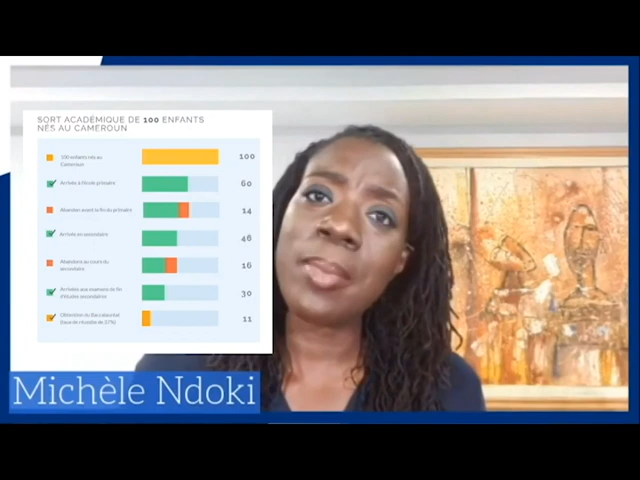 SORT ACADÉMIQUE DE 100 ENFANTS
NÉS AU CAMEROUN
100 enfants nés au
Cameroun
100
Arrivée à l'école primaire
60
Abandon avant la fin du primaire
14
Arrivée en secondaire
46
Abandons au cours du
secondaire
16
Arrivées aux examens de fin
d'études secondaires
30
Obtention du Baccalauréat
(taux de réussite de 37%)
11
Michèle Ndoki